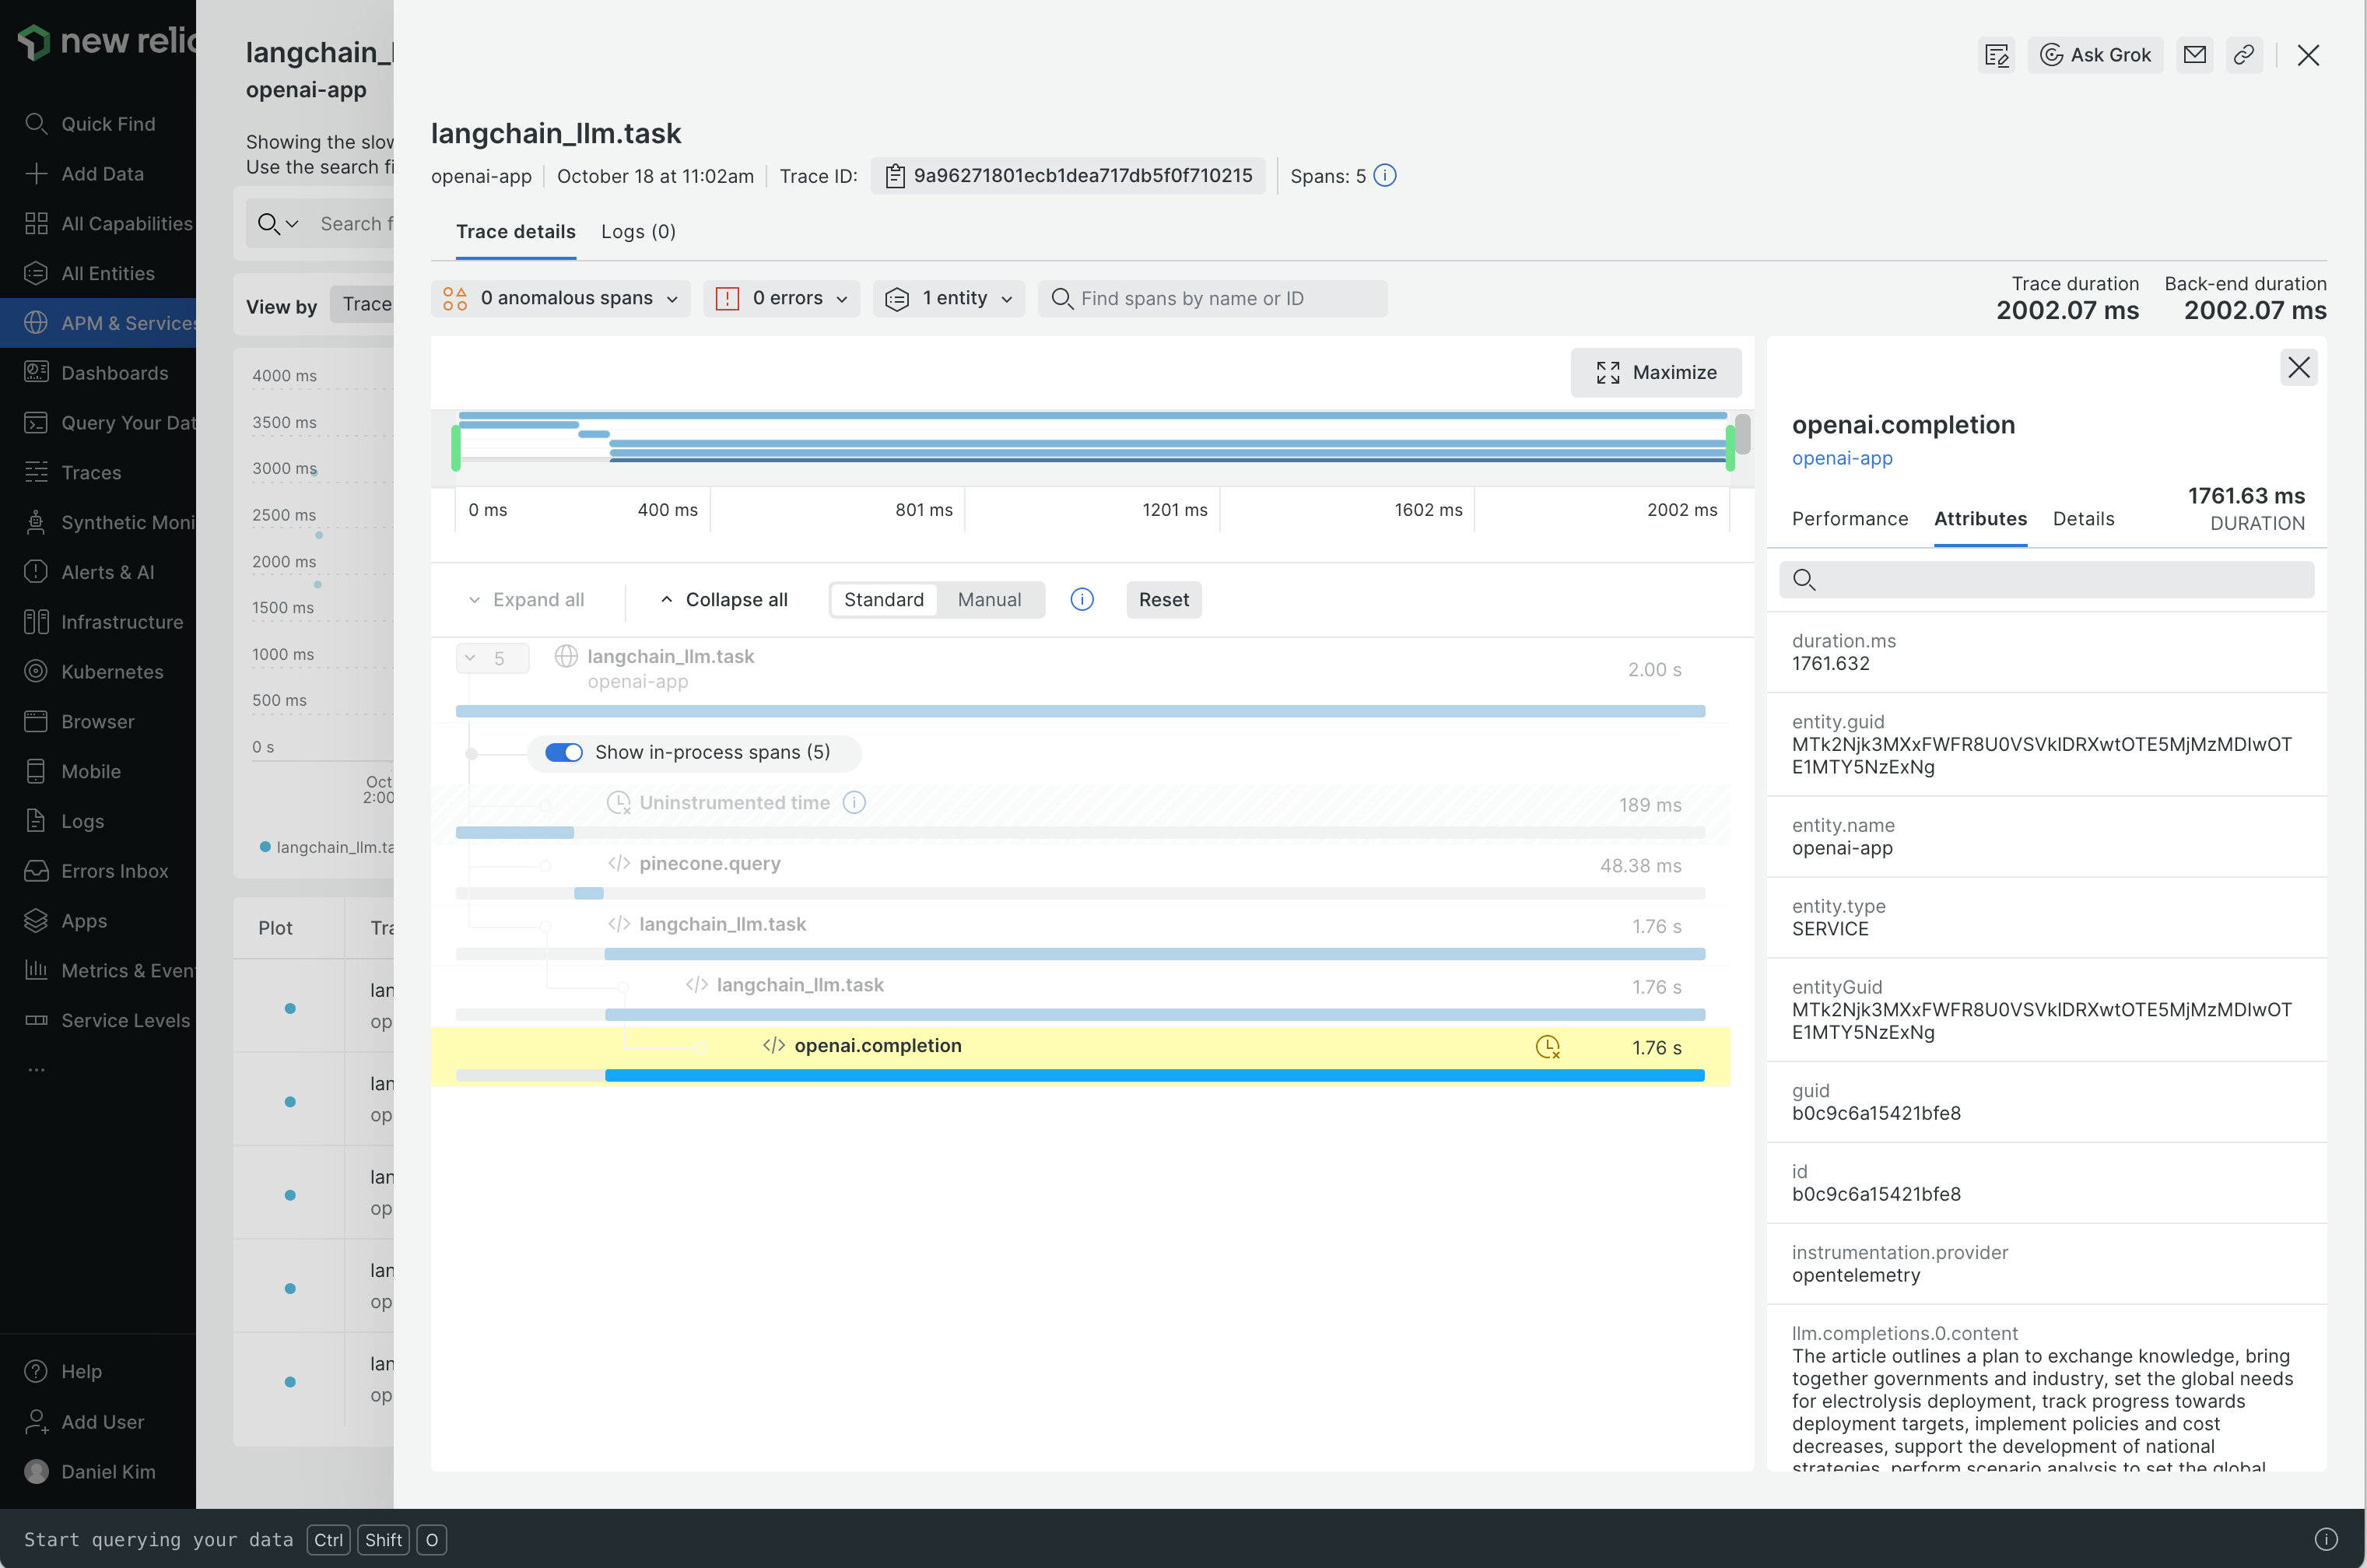 new relic
Quick Find
Add Data
All Capabilities
All Entities
APM & Services
Dashboards
Query Your Dat
Traces
Synthetic Moni
Alerts & AI
Infrastructure
Kubernetes
Browser
Mobile
Logs
Errors Inbox
Apps
Metrics & Even
Service Levels
...
Help
Add User
Daniel Kim
langchain_l
openai-app
Showing the slov
Use the search fi
Search f
View by Trace
4000 ms
3500 ms
3000 ms
2500 ms
2000 ms
1500 ms
1000 ms
500 ms
0 s
Oct
2:00
langchain_llm.ta
Plot Tra
lan
op
lan
op
lan
op
lan
op
lan
op
Ask Grok
langchain_llm.task
openai-app October 18 at 11:02am Trace ID: 9a96271801ecb1dea717db5f0f710215 Spans: 5
Trace details Logs (0)
0 anomalous spans 0 errors 1 entity Find spans by name or ID
Trace duration Back-end duration
2002.07 ms 2002.07 ms
Maximize
0 ms 400 ms 801 ms 1201 ms 1602 ms 2002 ms
Expand all Collapse all Standard Manual Reset
5 langchain_llm.task 2.00 s
openai-app
Show in-process spans (5)
Uninstrumented time 189 ms
pinecone.query 48.38 ms
langchain_llm.task 1.76 s
langchain_llm.task 1.76 s
openai.completion 1.76 s
openai.completion
openai-app
1761.63 ms
Performance Attributes Details DURATION
duration.ms
1761.632
entity.guid
MTk2Njk3MXxFWFR8U0VSVklDRXwtOTE5MjMzMDIwOT
E1MTY5NzExNg
entity.name
openai-app
entity.type
SERVICE
entityGuid
MTk2Njk3MXxFWFR8U0VSVklDRXwtOTE5MjMzMDIwOT
E1MTY5NzExNg
guid
b0c9c6a15421bfe8
id
b0c9c6a15421bfe8
instrumentation.provider
opentelemetry
llm.completions.0.content
The article outlines a plan to exchange knowledge, bring
together governments and industry, set the global needs
for electrolysis deployment, track progress towards
deployment targets, implement policies and cost
decreases, support the development of national
strategies, perform scenario analysis to set the global
Start querying your data Ctrl Shift O